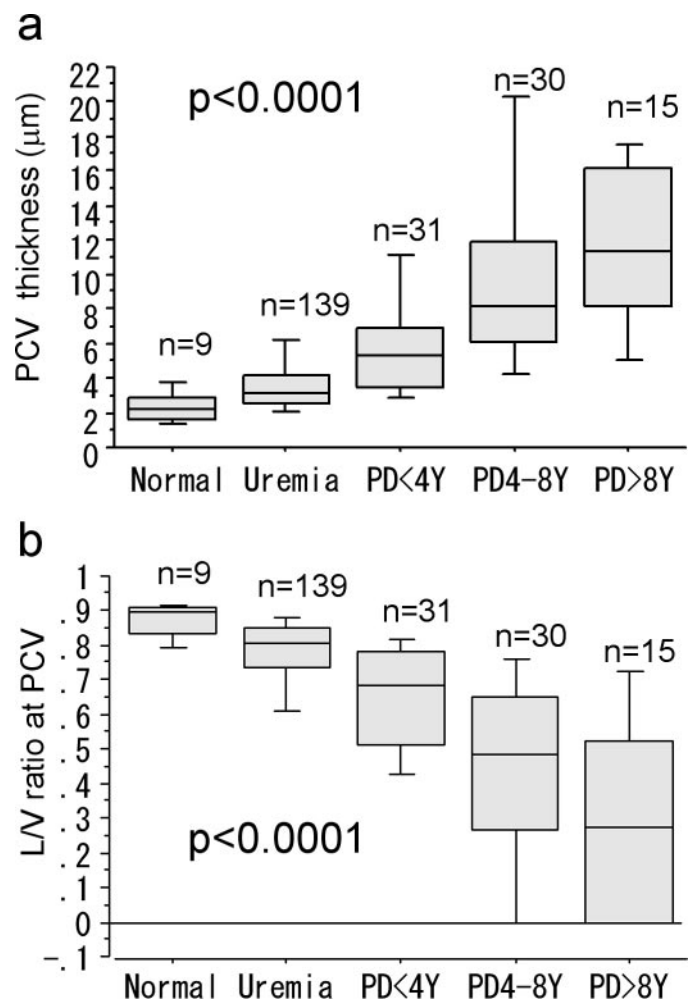 a
PCV thickness (μm)
22
20
18
16
14
12
10
8
6
4
2
0
p<0.0001
n=9
n=139
n=31
n=30
n=15
Normal Uremia PD<4Y PD4-8Y PD>8Y
b
L/V ratio at PCV
1
.9
.8
.7
.6
.5
.4
.3
.2
.1
0
-.1
n=9
n=139
n=31
n=30
n=15
p<0.0001
Normal Uremia PD<4Y PD4-8Y PD>8Y